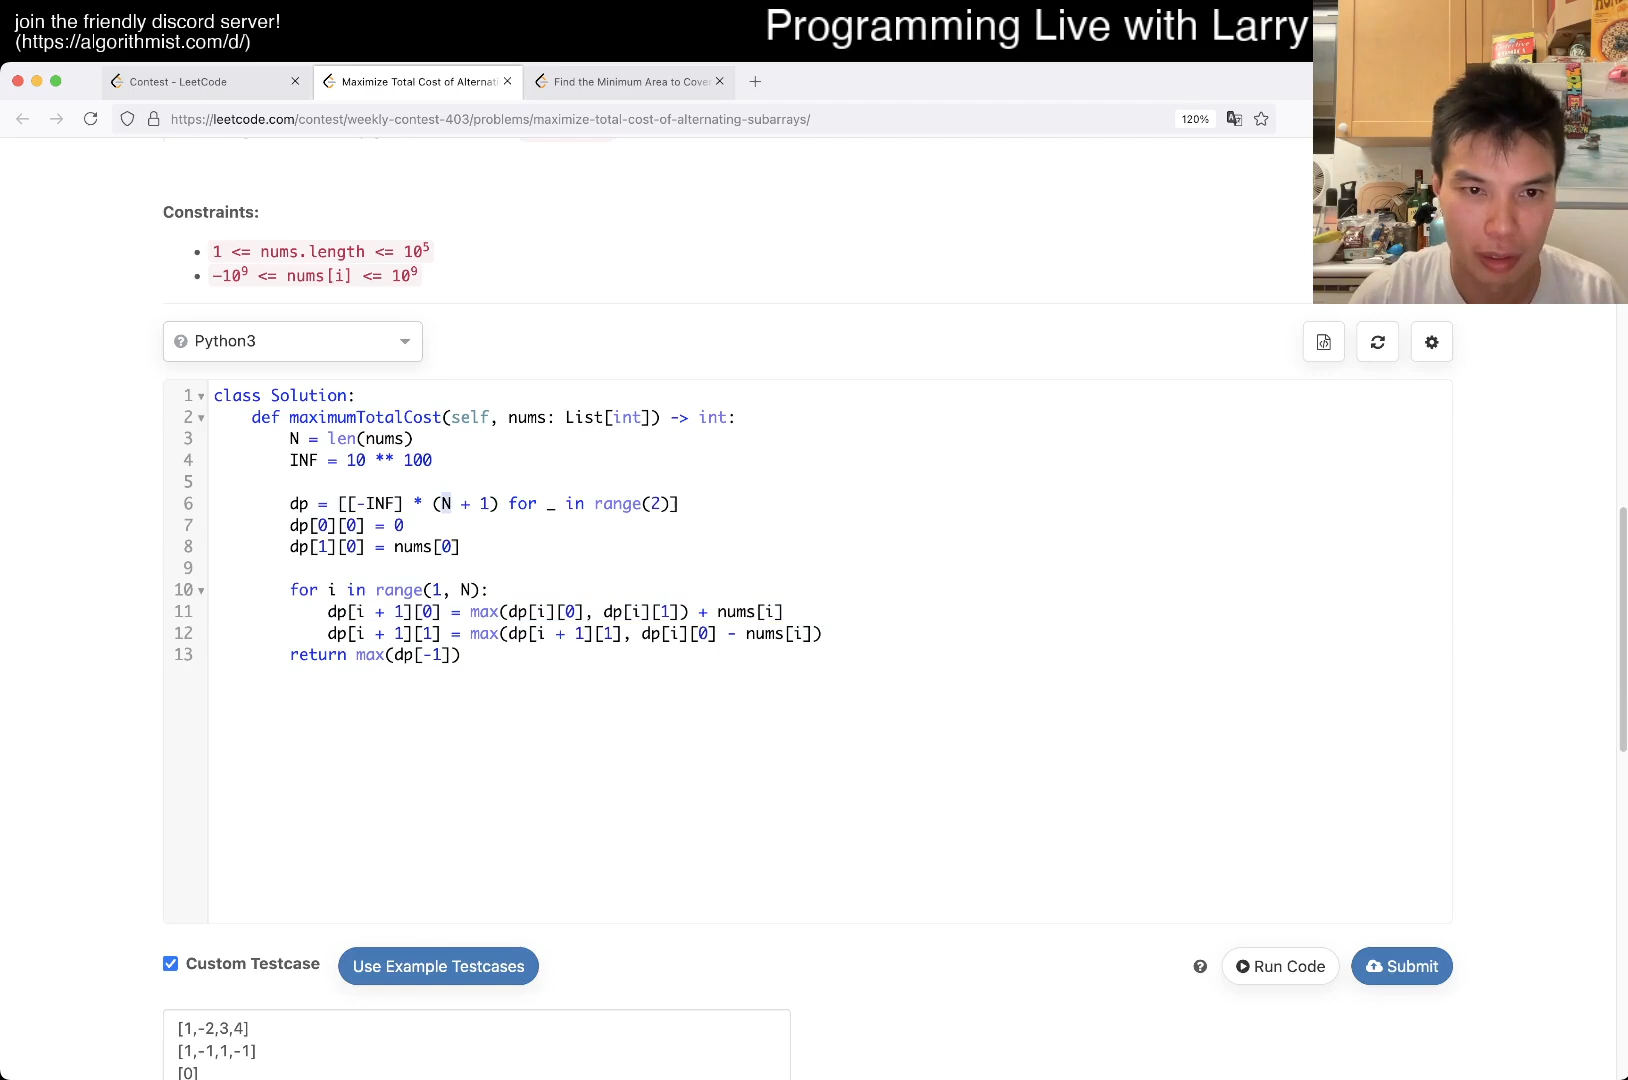 join the friendly discord server!
(https://algorithmist.com/d/)
Programming Live with Larry
Contest - LeetCode
Maximize Total Cost of Alternati
Find the Minimum Area to Cover
https://leetcode.com/contest/weekly-contest-403/problems/maximize-total-cost-of-alternating-subarrays/
120%
Constraints:
1 <= nums.length <= 10^5
-10^9 <= nums[i] <= 10^9
Python3
1 class Solution:
2     def maximumTotalCost(self, nums: List[int]) -> int:
3         N = len(nums)
4         INF = 10 ** 100
5
6         dp = [[-INF] * (N + 1) for _ in range(2)]
7         dp[0][0] = 0
8         dp[1][0] = nums[0]
9
10         for i in range(1, N):
11             dp[i + 1][0] = max(dp[i][0], dp[i][1]) + nums[i]
12             dp[i + 1][1] = max(dp[i + 1][1], dp[i][0] - nums[i])
13         return max(dp[-1])
Custom Testcase
Use Example Testcases
Run Code
Submit
[1,-2,3,4]
[1,-1,1,-1]
[0]